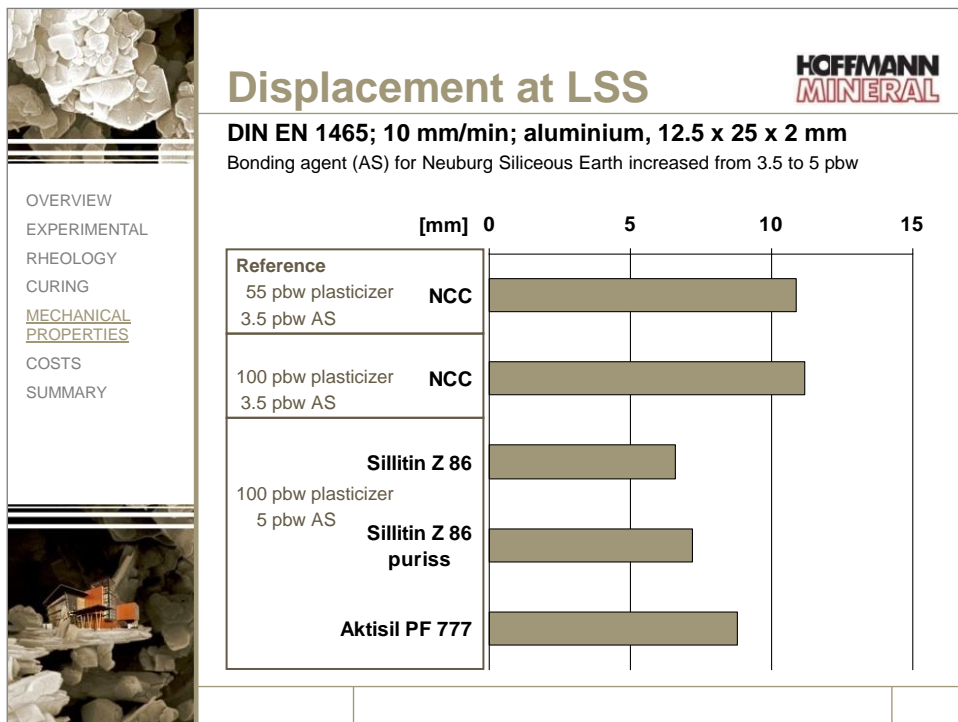 Displacement at LSS
HOFFMANN
MINERAL
DIN EN 1465; 10 mm/min; aluminium, 12.5 x 25 x 2 mm
Bonding agent (AS) for Neuburg Siliceous Earth increased from 3.5 to 5 pbw
OVERVIEW
EXPERIMENTAL
RHEOLOGY
CURING
MECHANICAL
PROPERTIES
COSTS
SUMMARY
[mm] 0 5 10 15
Reference
55 pbw plasticizer
3.5 pbw AS
NCC
100 pbw plasticizer
3.5 pbw AS
NCC
Sillitin Z 86
100 pbw plasticizer
5 pbw AS
Sillitin Z 86
puriss
Aktisil PF 777